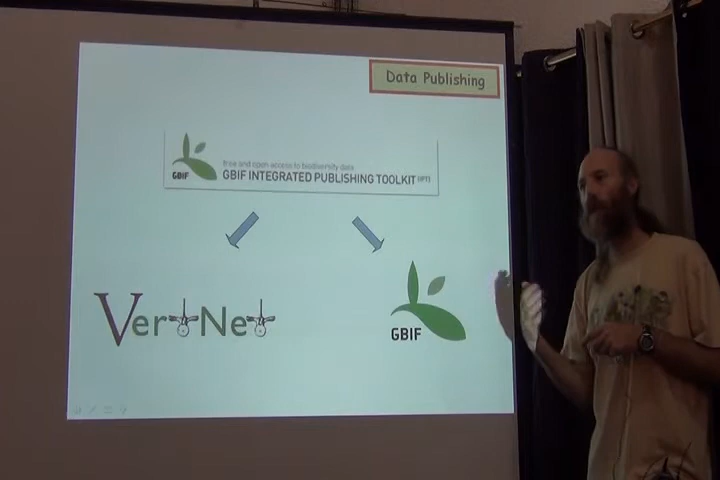 Data Publishing
free and open access to biodiversity data
GBIF
GBIF INTEGRATED PUBLISHING TOOLKIT (IPT)
VertNet
GBIF